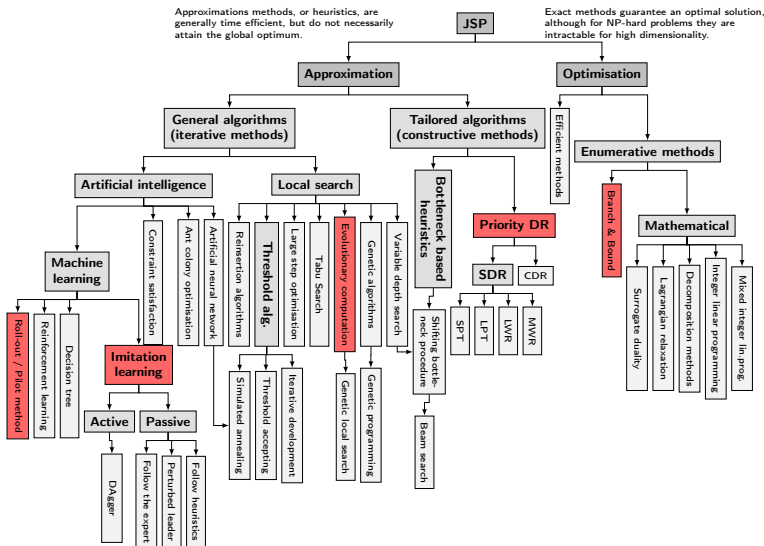 Approximations methods, or heuristics, are
generally time efficient, but do not necessarily
attain the global optimum.
JSP
Exact methods guarantee an optimal solution,
although for NP-hard problems they are
intractable for high dimensionality.
Approximation
Optimisation
General algorithms
(iterative methods)
Tailored algorithms
(constructive methods)
Efficient methods
Enumerative methods
Artificial intelligence
Local search
Bottleneck based
heuristics
Priority DR
Branch & Bound
Mathematical
Machine
learning
Constraint satisfaction
Ant colony optimisation
Artificial neural network
Reinsertion algorithms
Threshold alg.
Large step optimisation
Tabu Search
Evolutionary computation
Genetic algorithms
Variable depth search
SDR
CDR
Surrogate duality
Lagrangian relaxation
Decomposition methods
Integer linear programming
Mixed integer lin.prog.
Roll-out / Pilot method
Reinforcement learning
Decision tree
Imitation
learning
Shifting bottle-
neck procedure
SPT
LPT
LWR
MWR
Simulated annealing
Threshold accepting
Iterative development
Genetic local search
Genetic programming
Beam search
Active
Passive
DAgger
Follow the expert
Perturbed leader
Follow heuristics